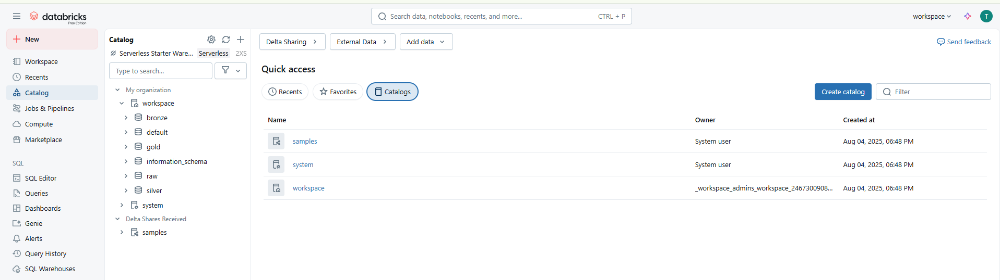 databricks
Free Edition
Search data, notebooks, recents, and more... CTRL + P
workspace
T
New
Workspace
Recents
Catalog
Jobs & Pipelines
Compute
Marketplace
SQL
SQL Editor
Queries
Dashboards
Genie
Alerts
Query History
SQL Warehouses
Catalog
Serverless Starter Ware... Serverless 2XS
Type to search...
My organization
workspace
bronze
default
gold
information_schema
raw
silver
system
Delta Shares Received
samples
Delta Sharing
External Data
Add data
Send feedback
Quick access
Recents
Favorites
Catalogs
Create catalog
Filter
Name Owner Created at
samples System user Aug 04, 2025, 06:48 PM
system System user Aug 04, 2025, 06:48 PM
workspace _workspace_admins_workspace_2467300908... Aug 04, 2025, 06:48 PM